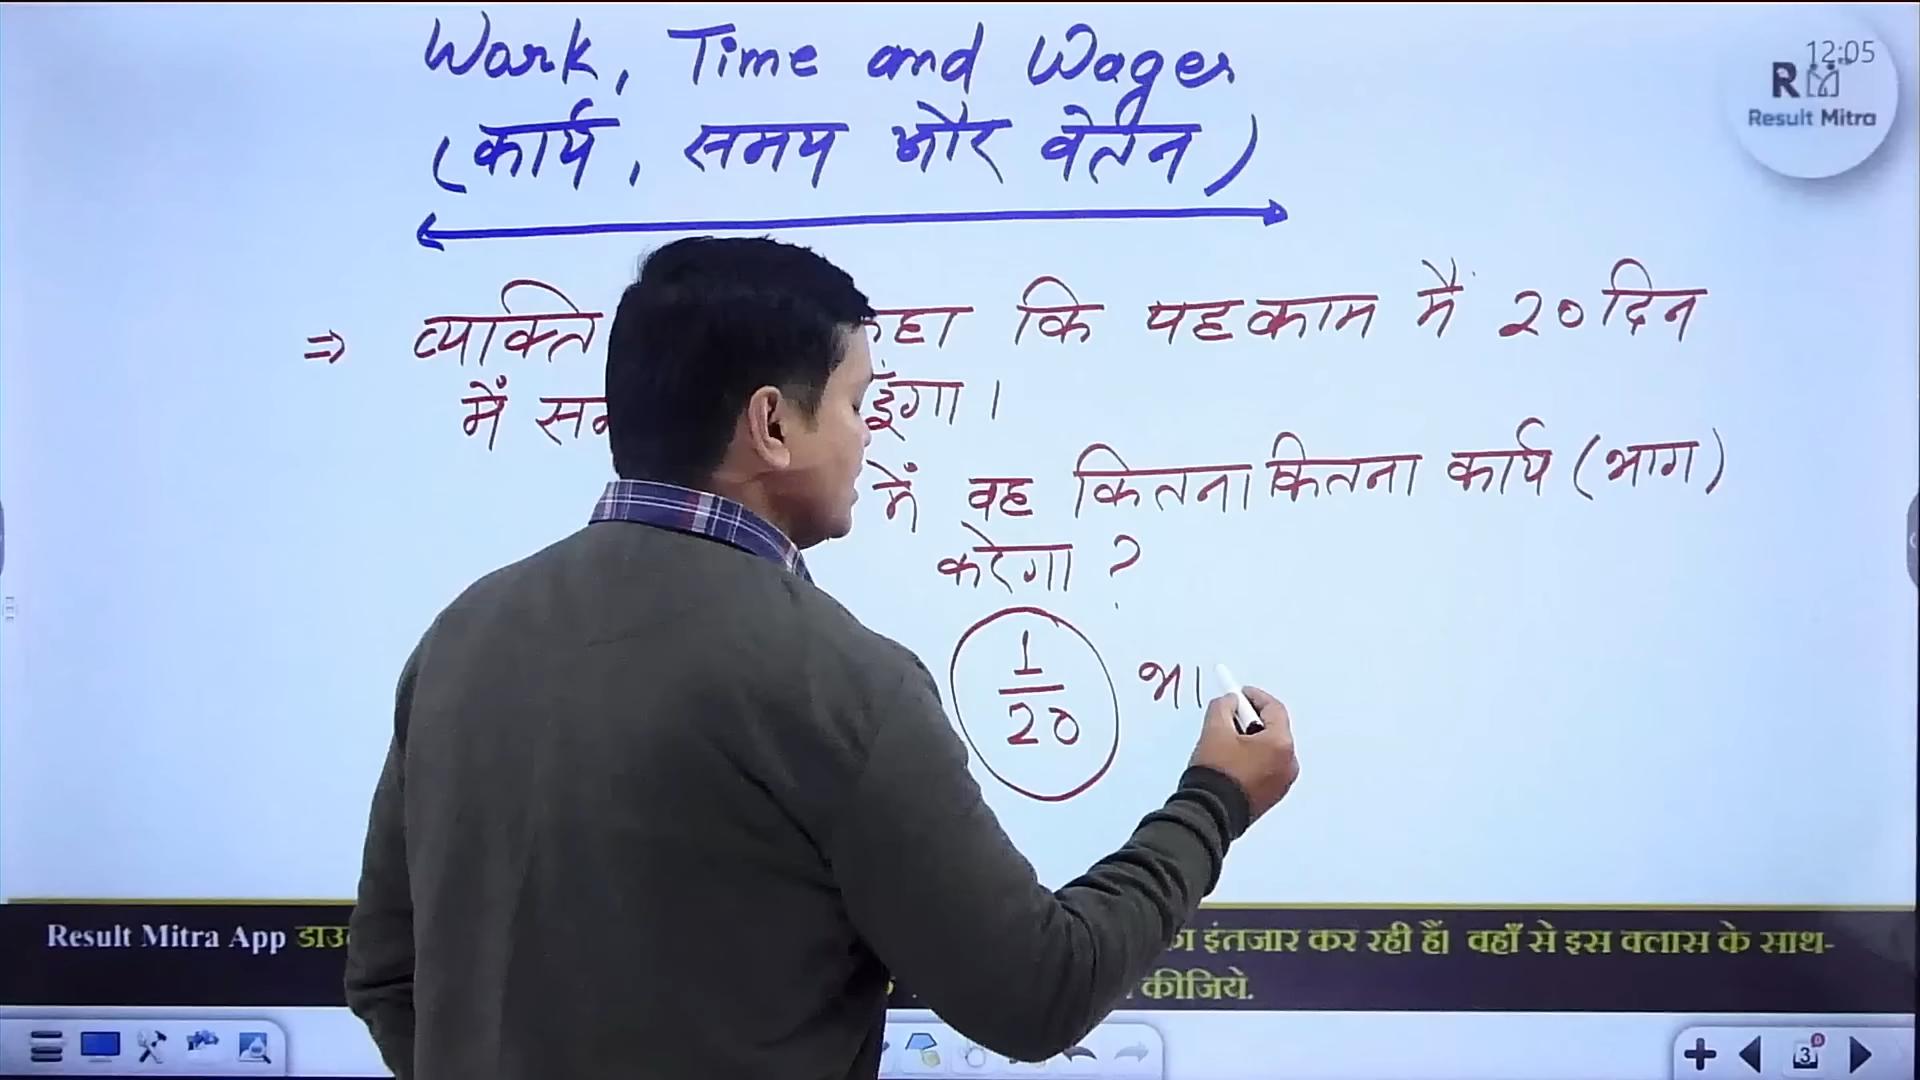 Work, Time and Wages
(कार्य, समय और वेतन)
12:05
Result Mitra
⇒ व्यक्ति कहा कि यह काम मैं 20 दिन
में
में वह कितना कितना कार्य (भाग)
करेगा ?
1
20
भा
Result Mitra App
इंतजार कर रही हैं। वहाँ से इस क्लास के साथ-
कीजिये.
3